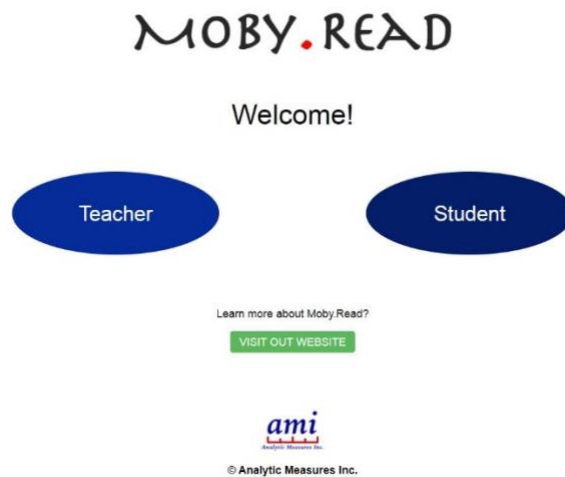 MOBY.READ
Welcome!
Teacher Student
Learn more about Moby.Read?
VISIT OUT WEBSITE
ami
Analytic Measures Inc.
© Analytic Measures Inc.